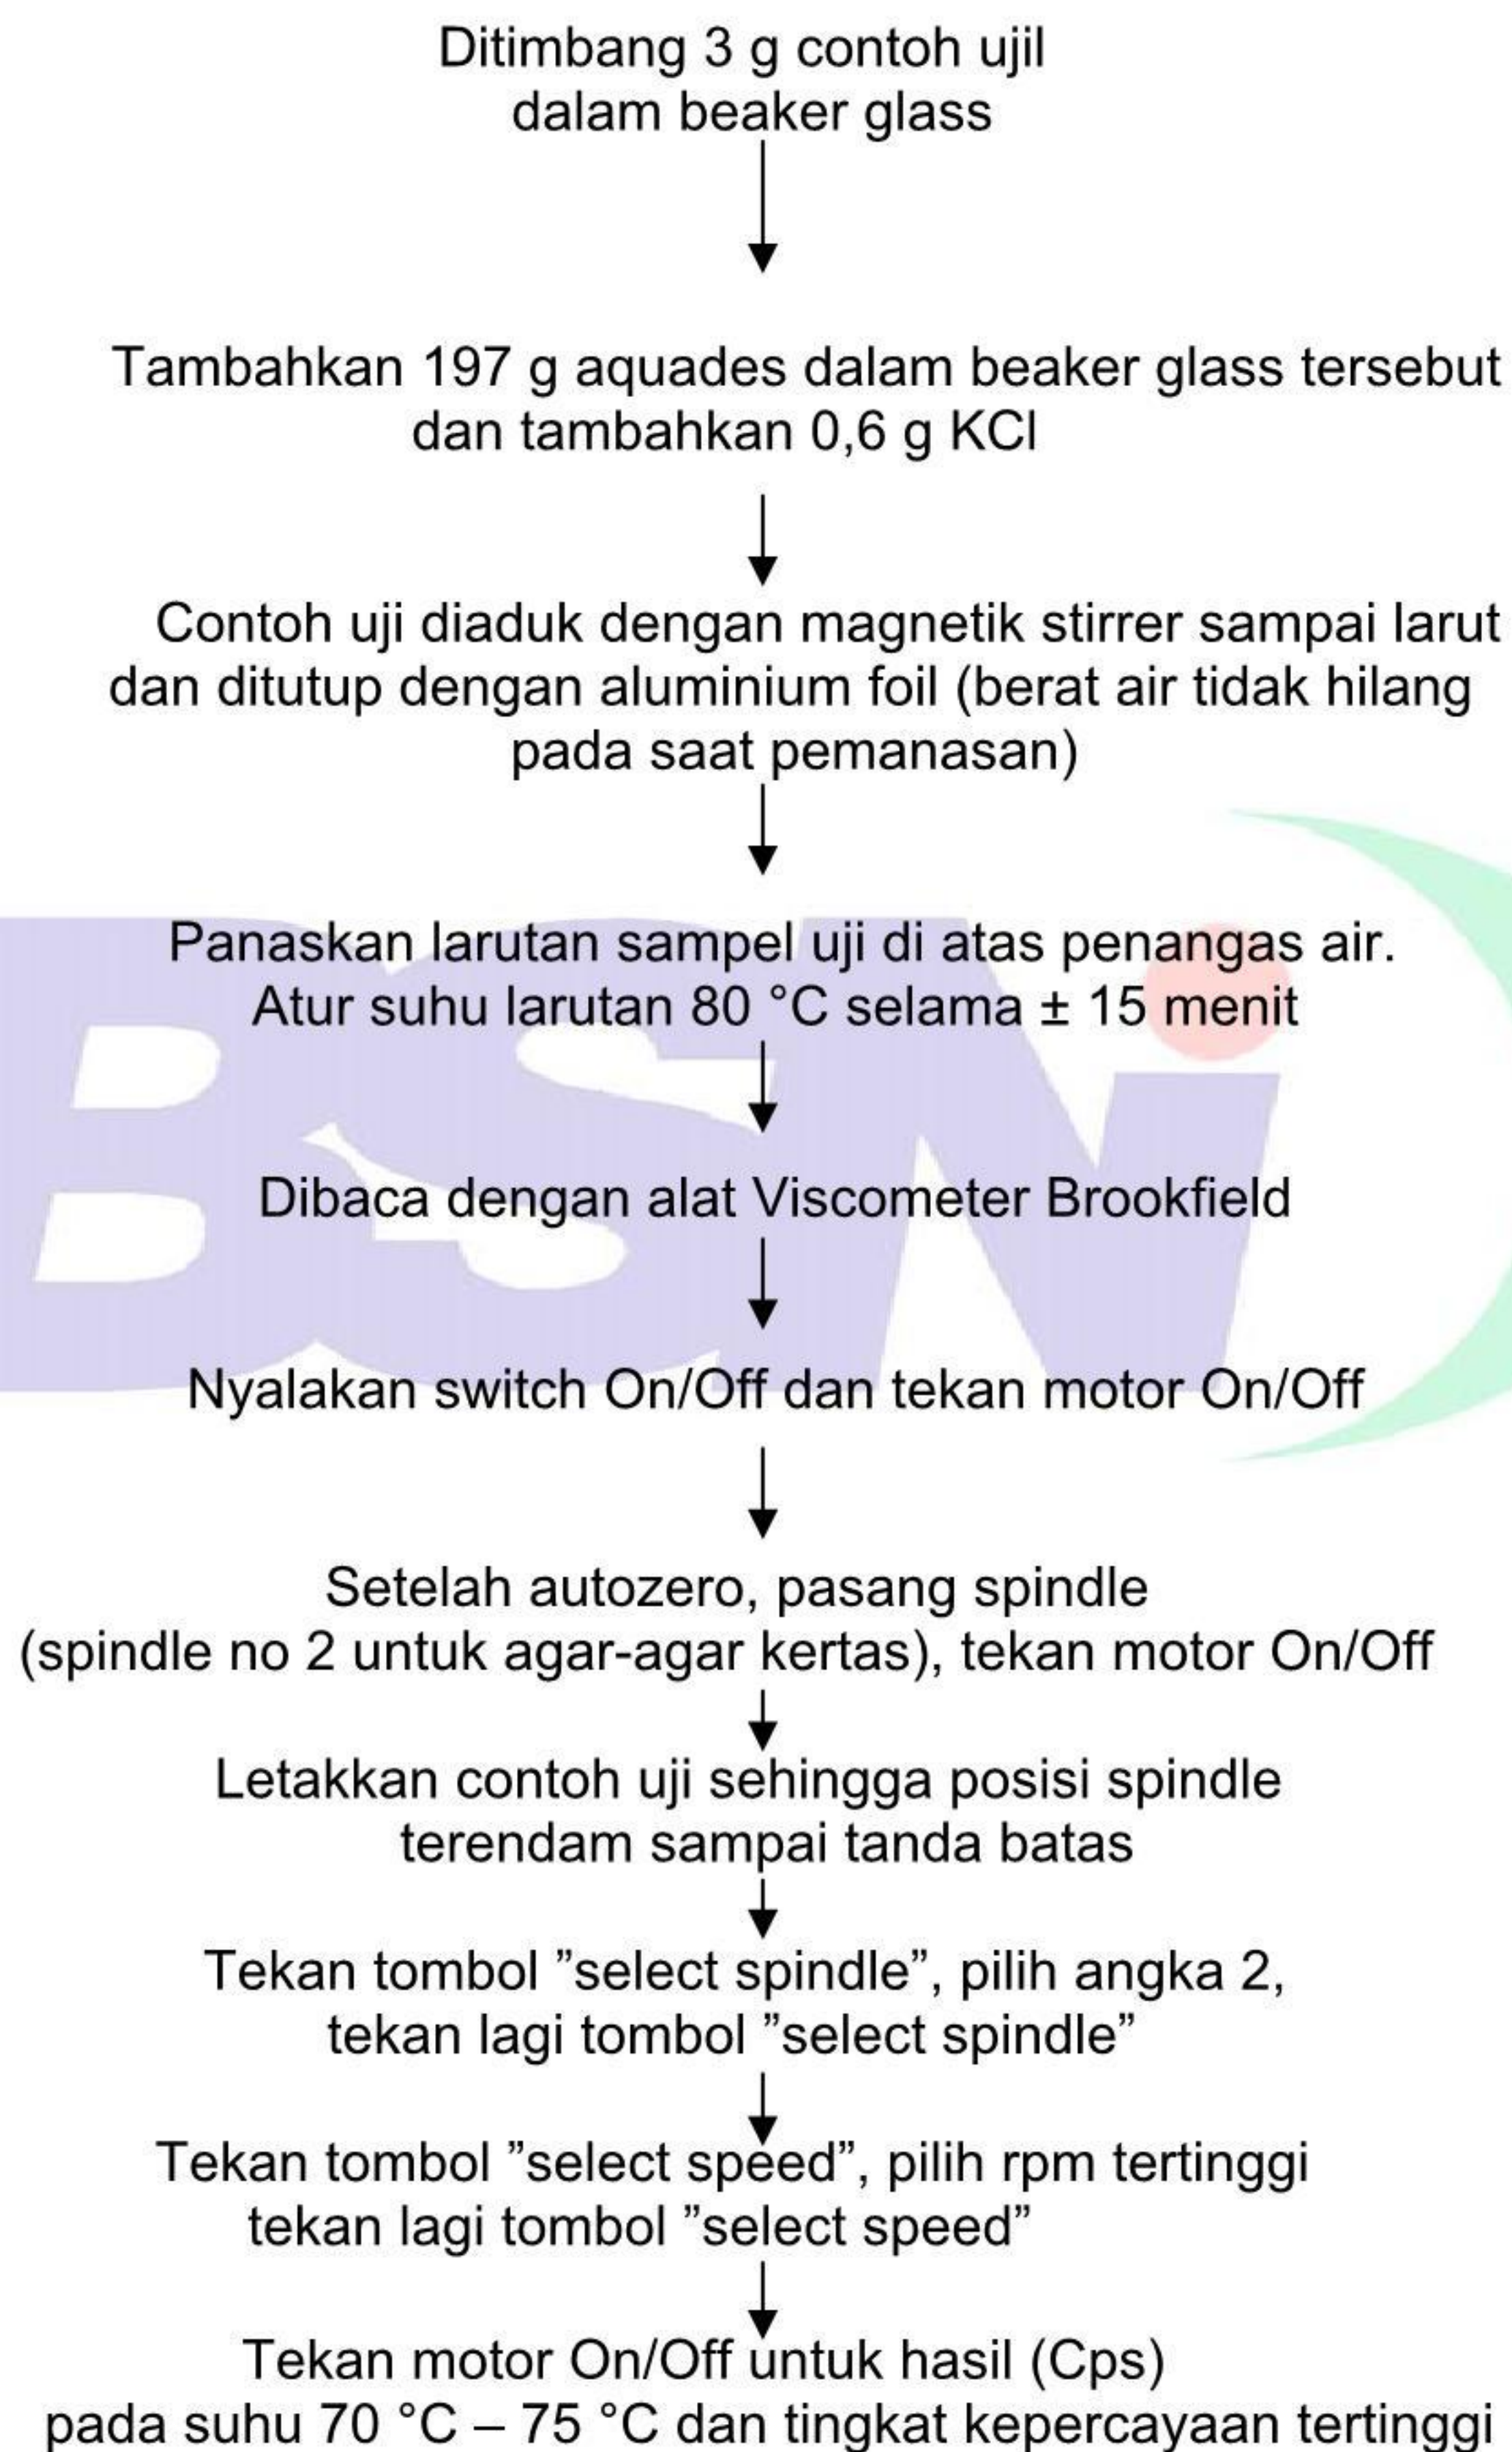 Ditimbang 3 g contoh ujil
dalam beaker glass
Tambahkan 197 g aquades dalam beaker glass tersebut
dan tambahkan 0,6 g KCl
Contoh uji diaduk dengan magnetik stirrer sampai larut
dan ditutup dengan aluminium foil (berat air tidak hilang
pada saat pemanasan)
Panaskan larutan sampel uji di atas penangas air.
Atur suhu larutan 80 °C selama ± 15 menit
Dibaca dengan alat Viscometer Brookfield
Nyalakan switch On/Off dan tekan motor On/Off
Setelah autozero, pasang spindle
(spindle no 2 untuk agar-agar kertas), tekan motor On/Off
Letakkan contoh uji sehingga posisi spindle
terendam sampai tanda batas
Tekan tombol ”select spindle”, pilih angka 2,
tekan lagi tombol ”select spindle”
Tekan tombol ”select speed”, pilih rpm tertinggi
tekan lagi tombol ”select speed”
Tekan motor On/Off untuk hasil (Cps)
pada suhu 70 °C – 75 °C dan tingkat kepercayaan tertinggi
BSNi